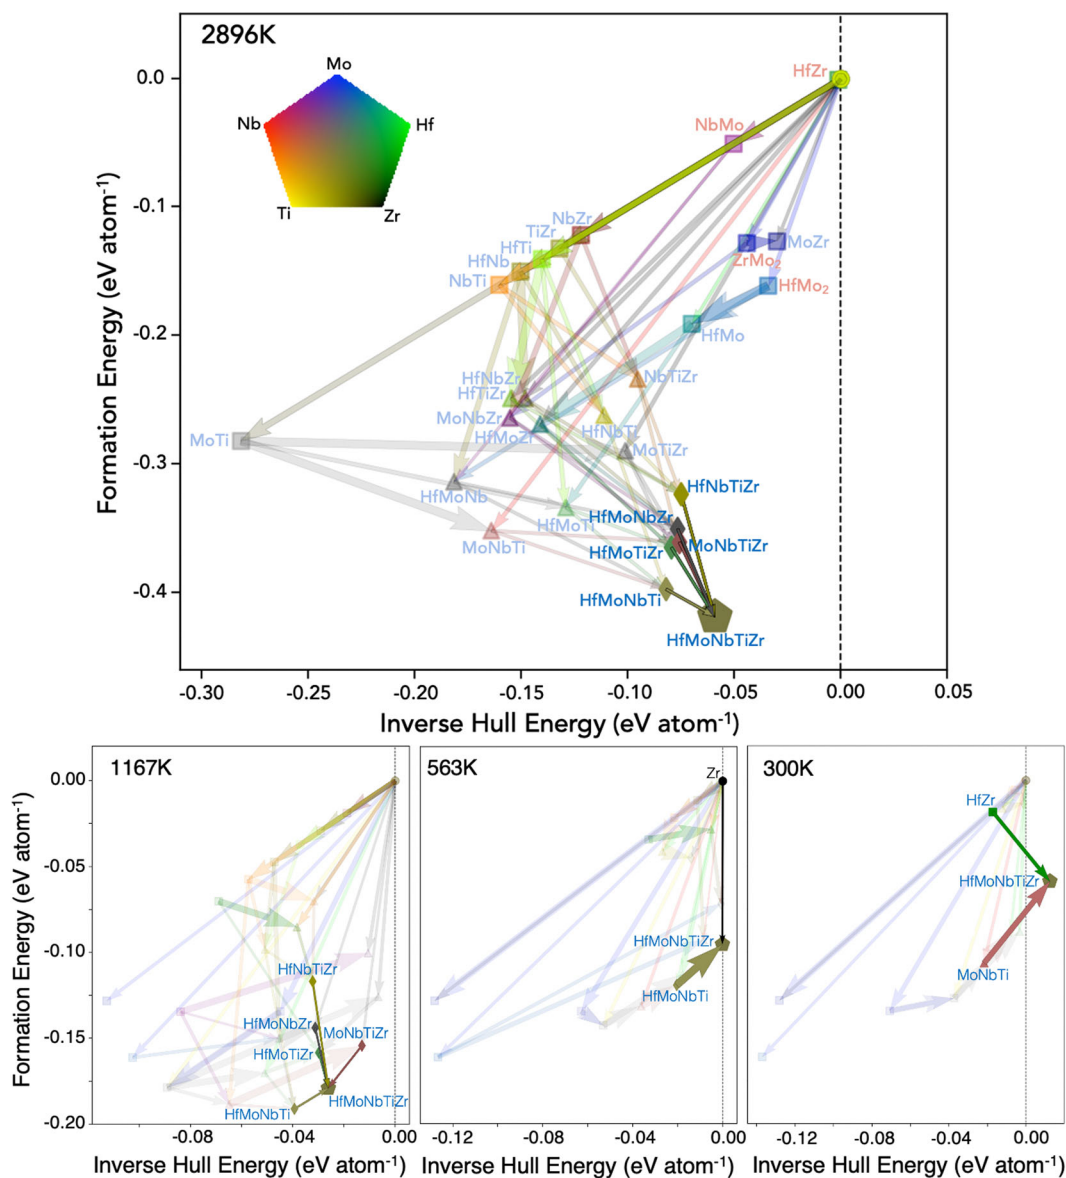 2896K
Mo
Nb
Hf
Ti
Zr
0.0
-0.1
-0.2
-0.3
-0.4
Formation Energy (eV atom⁻¹)
HfZr
NbMo
NbZr
TiZr
HfTi
HfNb
NbTi
MoZr
ZrMo₂
HfMo₂
HfMo
HfNbZr
NbTiZr
HfTiZr
MoNbZr
HfNbTi
HfMoZr
MoTi
MoTiZr
HfNbTiZr
HfMoNb
HfMoTi
HfMoNbZr
MoNbTi
MoNbTiZr
HfMoTiZr
HfMoNbTi
HfMoNbTiZr
-0.30 -0.25 -0.20 -0.15 -0.10 -0.05 0.00 0.05
Inverse Hull Energy (eV atom⁻¹)
1167K
0.00
-0.05
-0.10
-0.15
-0.20
Formation Energy (eV atom⁻¹)
HfNbTiZr
HfMoNbZr
MoNbTiZr
HfMoTiZr
HfMoNbTiZr
HfMoNbTi
-0.08 -0.04 0.00
Inverse Hull Energy (eV atom⁻¹)
563K
Zr
HfMoNbTiZr
HfMoNbTi
-0.12 -0.08 -0.04 0.00
Inverse Hull Energy (eV atom⁻¹)
300K
HfZr
HfMoNbTiZr
MoNbTi
-0.12 -0.08 -0.04 0.00
Inverse Hull Energy (eV atom⁻¹)